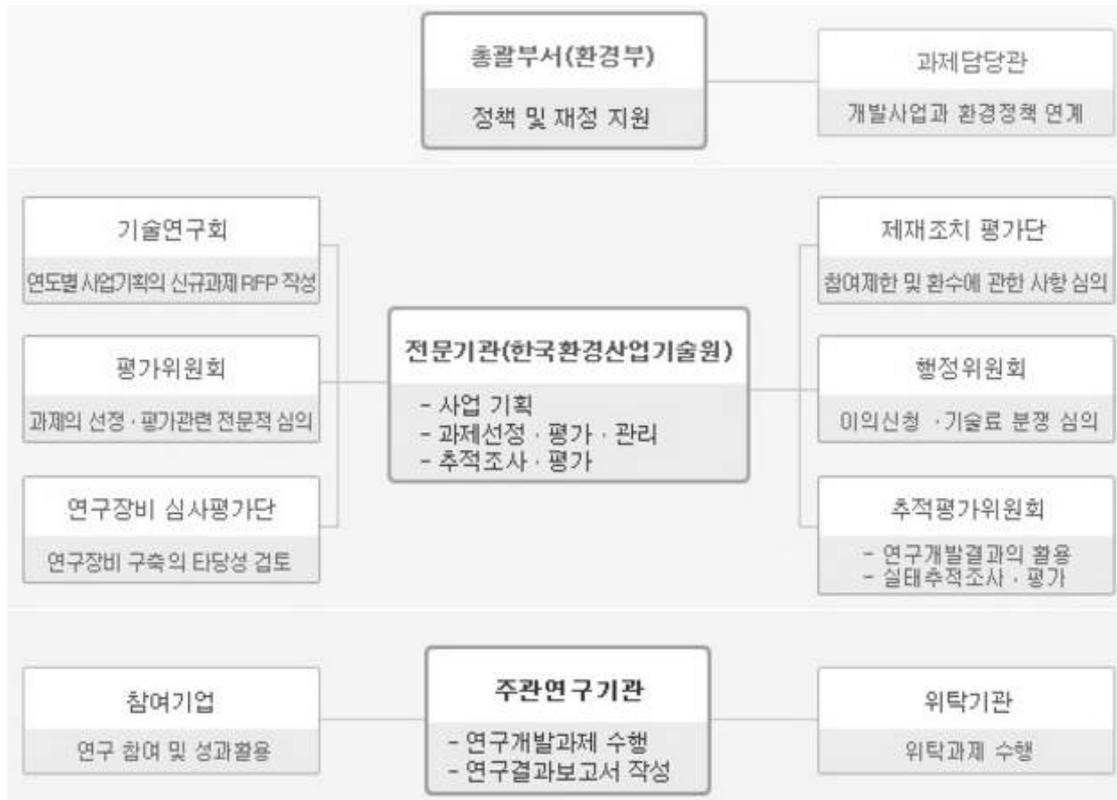 총괄부서(환경부)
정책 및 재정 지원
과제담당관
개발사업과 환경정책 연계
기술연구회
연도별 사업기획의 신규과제 RFP 작성
평가위원회
과제의 선정·평가관련 전문적 심의
연구장비 심사평가단
연구장비 구축의 타당성 검토
전문기관(한국환경산업기술원)
- 사업 기획
- 과제선정·평가·관리
- 추적조사·평가
제재조치 평가단
참여제한 및 환수에 관한 사항 심의
행정위원회
이의신청 ·기술료 분쟁 심의
추적평가위원회
- 연구개발결과의 활용
- 실태추적조사·평가
참여기업
연구 참여 및 성과활용
주관연구기관
- 연구개발과제 수행
- 연구결과보고서 작성
위탁기관
위탁과제 수행